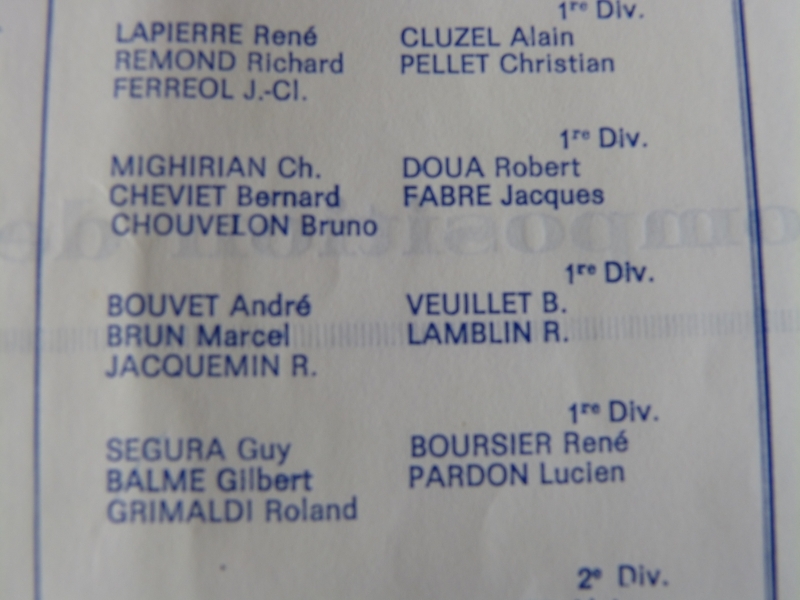 1re Div.
LAPIERRE René CLUZEL Alain
REMOND Richard PELLET Christian
FERREOL J.-Cl.
1re Div.
MIGHIRIAN Ch. DOUA Robert
CHEVIET Bernard FABRE Jacques
CHOUVELON Bruno
1re Div.
BOUVET André VEUILLET B.
BRUN Marcel LAMBLIN R.
JACQUEMIN R.
1re Div.
SEGURA Guy BOURSIER René
BALME Gilbert PARDON Lucien
GRIMALDI Roland
2e Div.